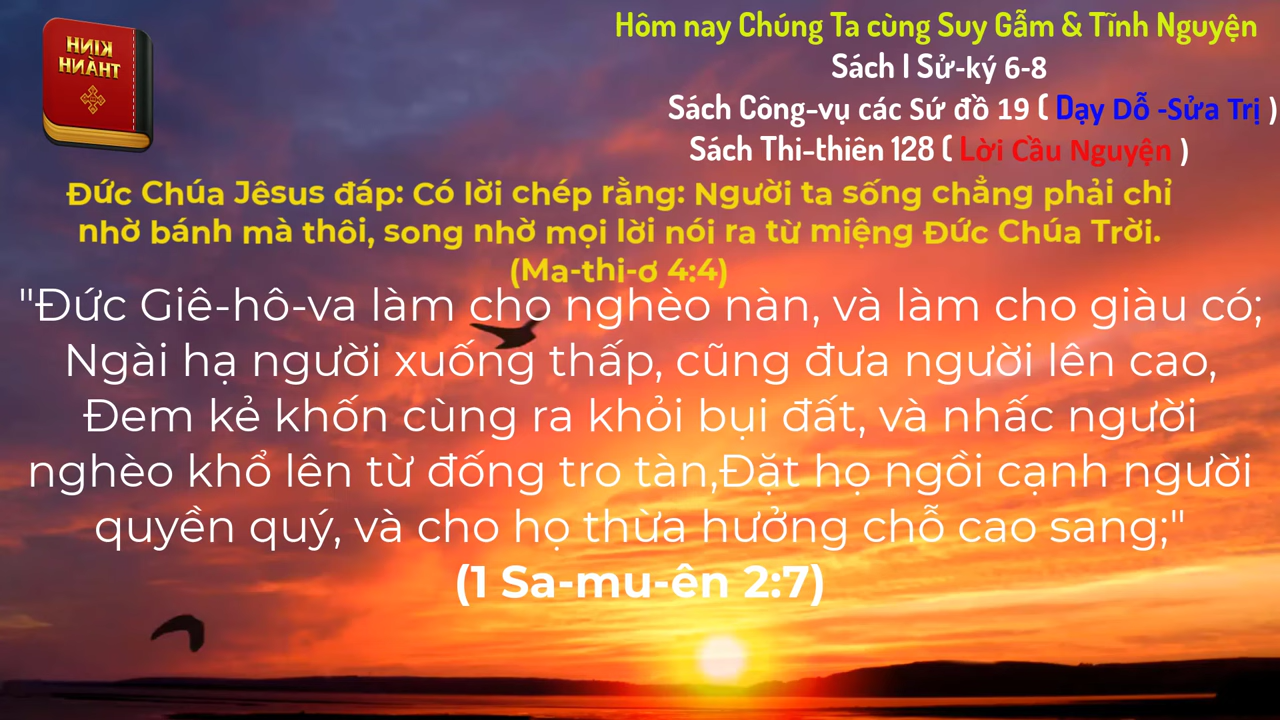 KINH
THÀNH
Hôm nay Chúng Ta cùng Suy Gẫm & Tĩnh Nguyện
Sách I Sử-ký 6-8
Sách Công-vụ các Sứ đồ 19 ( Dạy Dỗ -Sửa Trị )
Sách Thi-thiên 128 ( Lời Cầu Nguyện )
Đức Chúa Jêsus đáp: Có lời chép rằng: Người ta sống chẳng phải chỉ
nhờ bánh mà thôi, song nhờ mọi lời nói ra từ miệng Đức Chúa Trời.
(Ma-thi-ơ 4:4)
"Đức Giê-hô-va làm cho nghèo nàn, và làm cho giàu có;
Ngài hạ người xuống thấp, cũng đưa người lên cao,
Đem kẻ khốn cùng ra khỏi bụi đất, và nhấc người
nghèo khổ lên từ đống tro tàn,Đặt họ ngồi cạnh người
quyền quý, và cho họ thừa hưởng chỗ cao sang;"
(1 Sa-mu-ên 2:7)